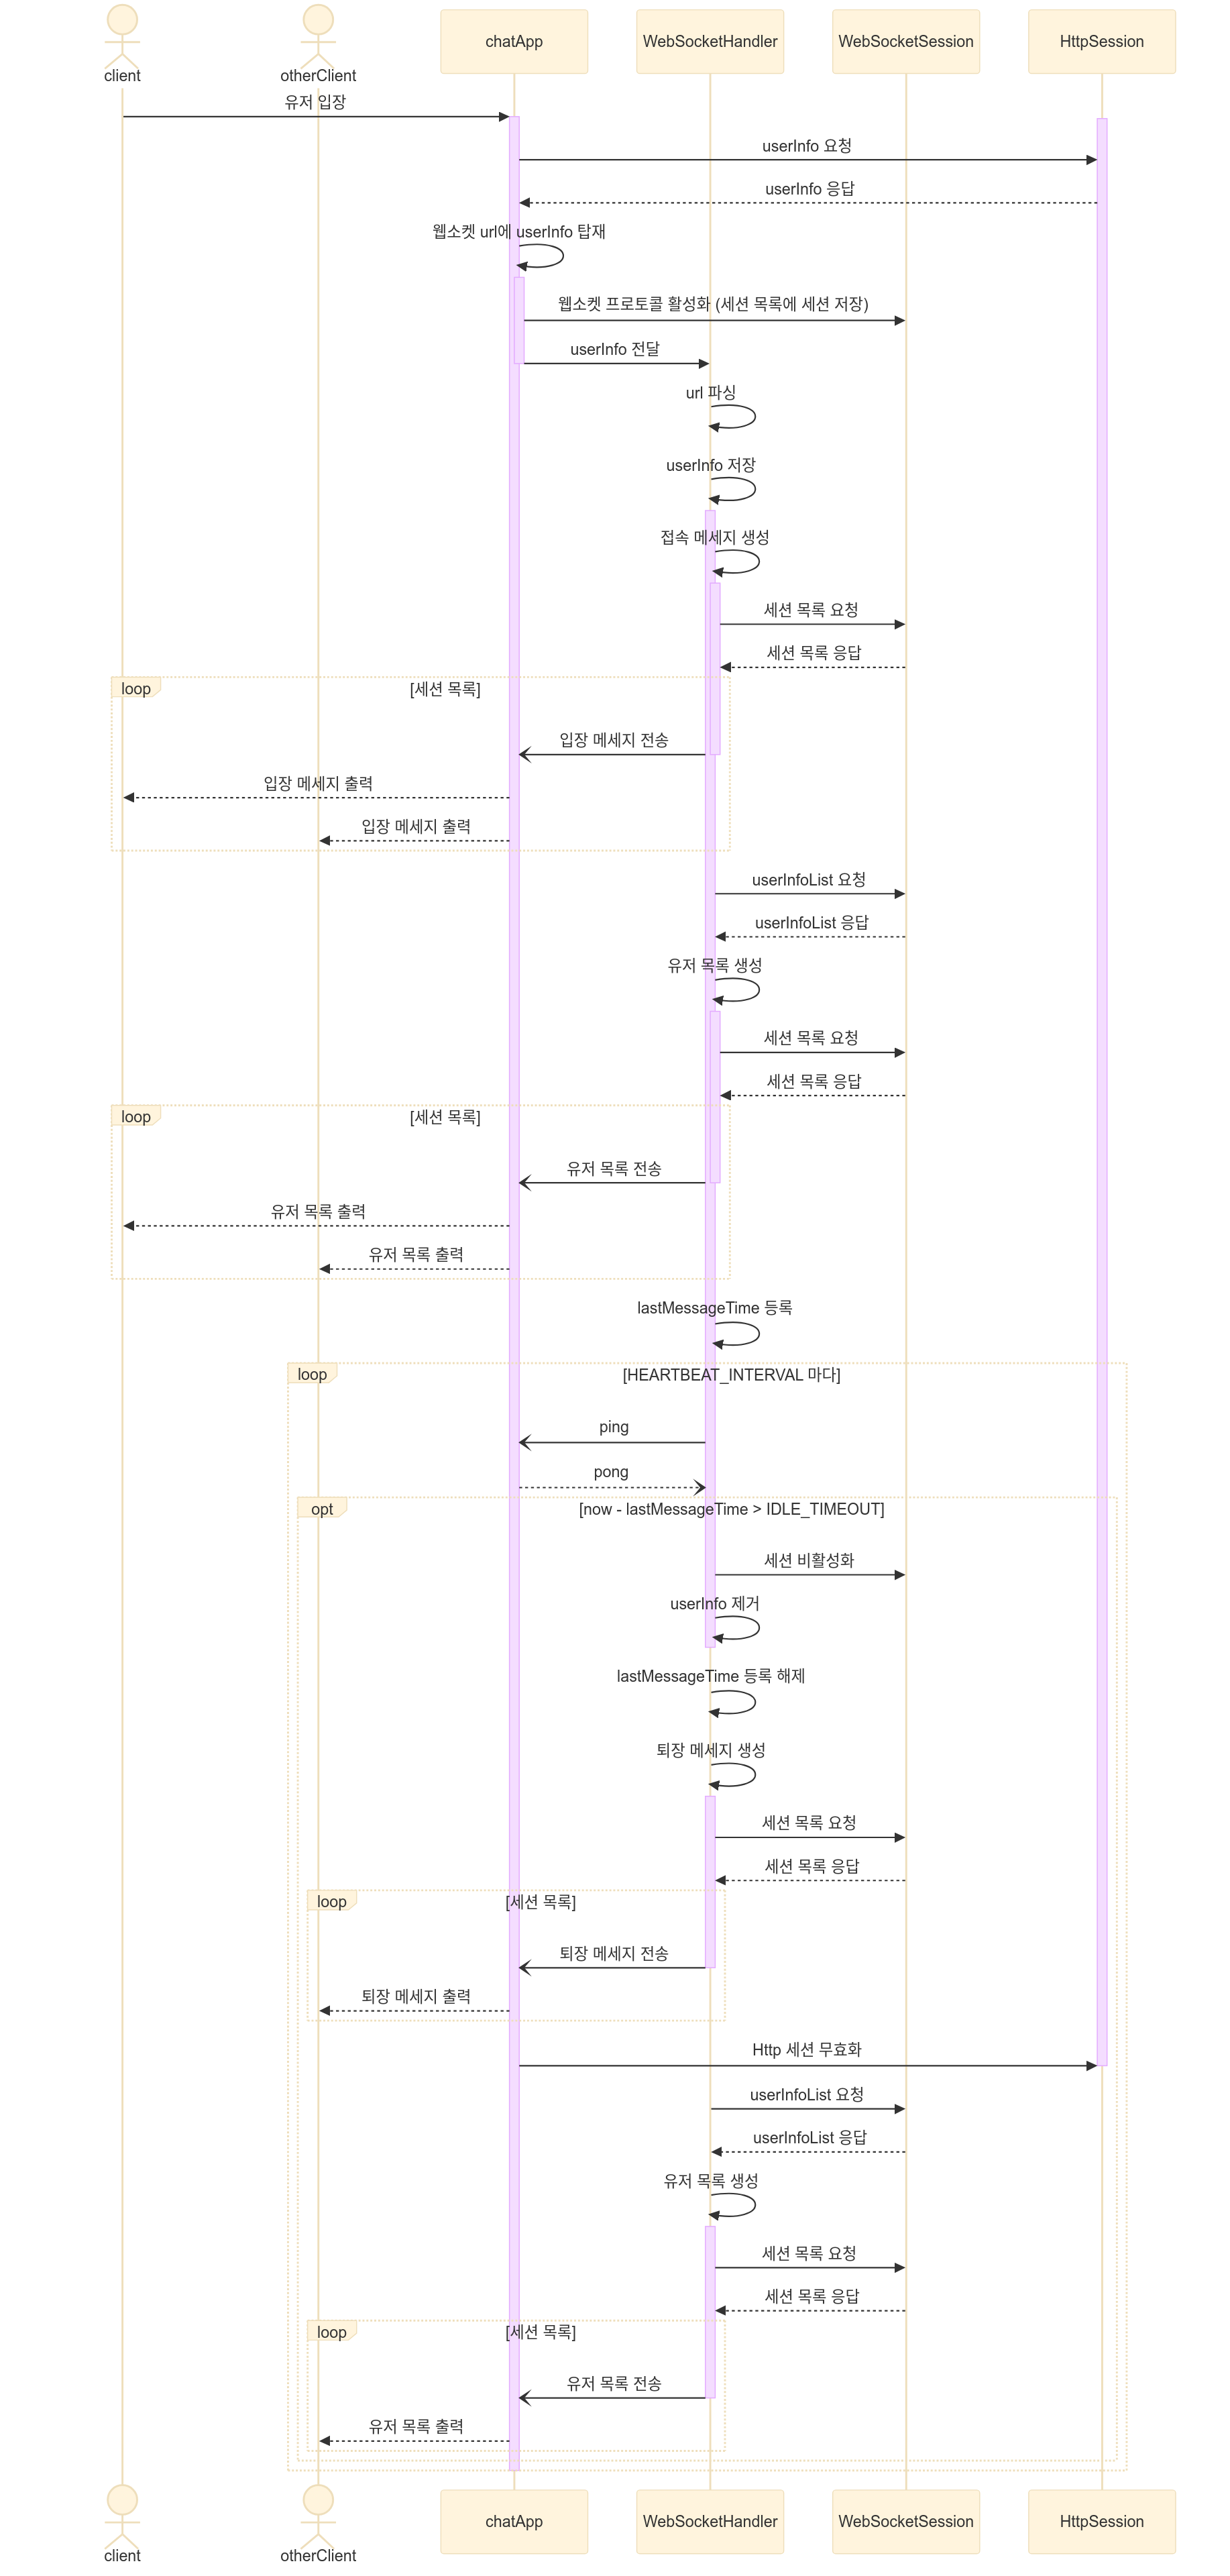 client
otherClient
chatApp
WebSocketHandler
WebSocketSession
HttpSession
유저 입장
userInfo 요청
userInfo 응답
웹소켓 url에 userInfo 탑재
웹소켓 프로토콜 활성화 (세션 목록에 세션 저장)
userInfo 전달
url 파싱
userInfo 저장
접속 메세지 생성
세션 목록 요청
세션 목록 응답
loop
[세션 목록]
입장 메세지 전송
입장 메세지 출력
입장 메세지 출력
userInfoList 요청
userInfoList 응답
유저 목록 생성
세션 목록 요청
세션 목록 응답
loop
[세션 목록]
유저 목록 전송
유저 목록 출력
유저 목록 출력
lastMessageTime 등록
loop
[HEARTBEAT_INTERVAL 마다]
ping
pong
opt
[now - lastMessageTime > IDLE_TIMEOUT]
세션 비활성화
userInfo 제거
lastMessageTime 등록 해제
퇴장 메세지 생성
세션 목록 요청
세션 목록 응답
loop
[세션 목록]
퇴장 메세지 전송
퇴장 메세지 출력
Http 세션 무효화
userInfoList 요청
userInfoList 응답
유저 목록 생성
세션 목록 요청
세션 목록 응답
loop
[세션 목록]
유저 목록 전송
유저 목록 출력
client
otherClient
chatApp
WebSocketHandler
WebSocketSession
HttpSession